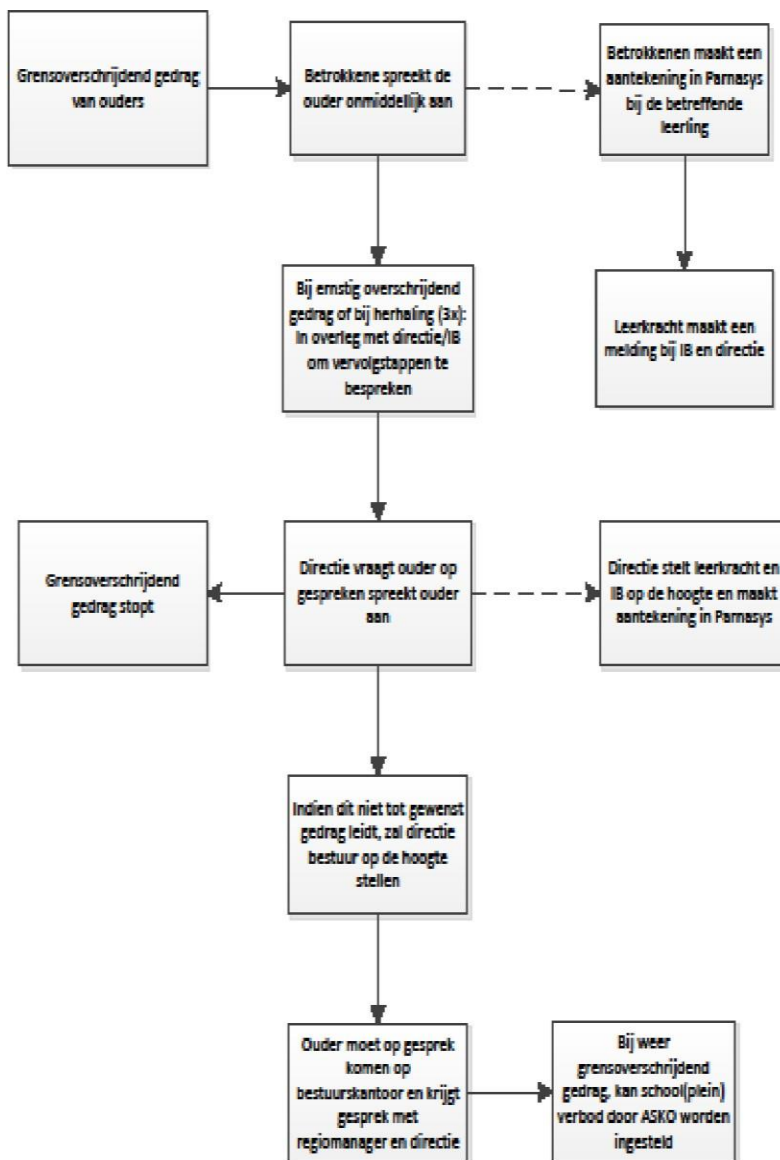 Grensoverschrijdend gedrag
van ouders
Betrokkene spreekt de
ouder onmiddellijk aan
Betrokkenen maakt een
aantekening in Parnasys
bij de betreffende
leerling
Bij ernstig overschrijdend
gedrag of bij herhaling (3x):
In overleg met directie/IB
om vervolgstappen te
bespreken
Leerkracht maakt een
melding bij IB en directie
Grensoverschrijdend
gedrag stopt
Directie vraagt ouder op
gespreken spreekt ouder
aan
Directie stelt leerkracht en
IB op de hoogte en maakt
aantekening in Parnasys
Indien dit niet tot gewenst
gedrag leidt, zal directie
bestuur op de hoogte
stellen
Ouder moet op gesprek
komen op
bestuurskantoor en krijgt
gesprek met
regiomanager en directie
Bij weer
grensoverschrijdend
gedrag, kan school(plein)
verbod door ASKO worden
ingesteld